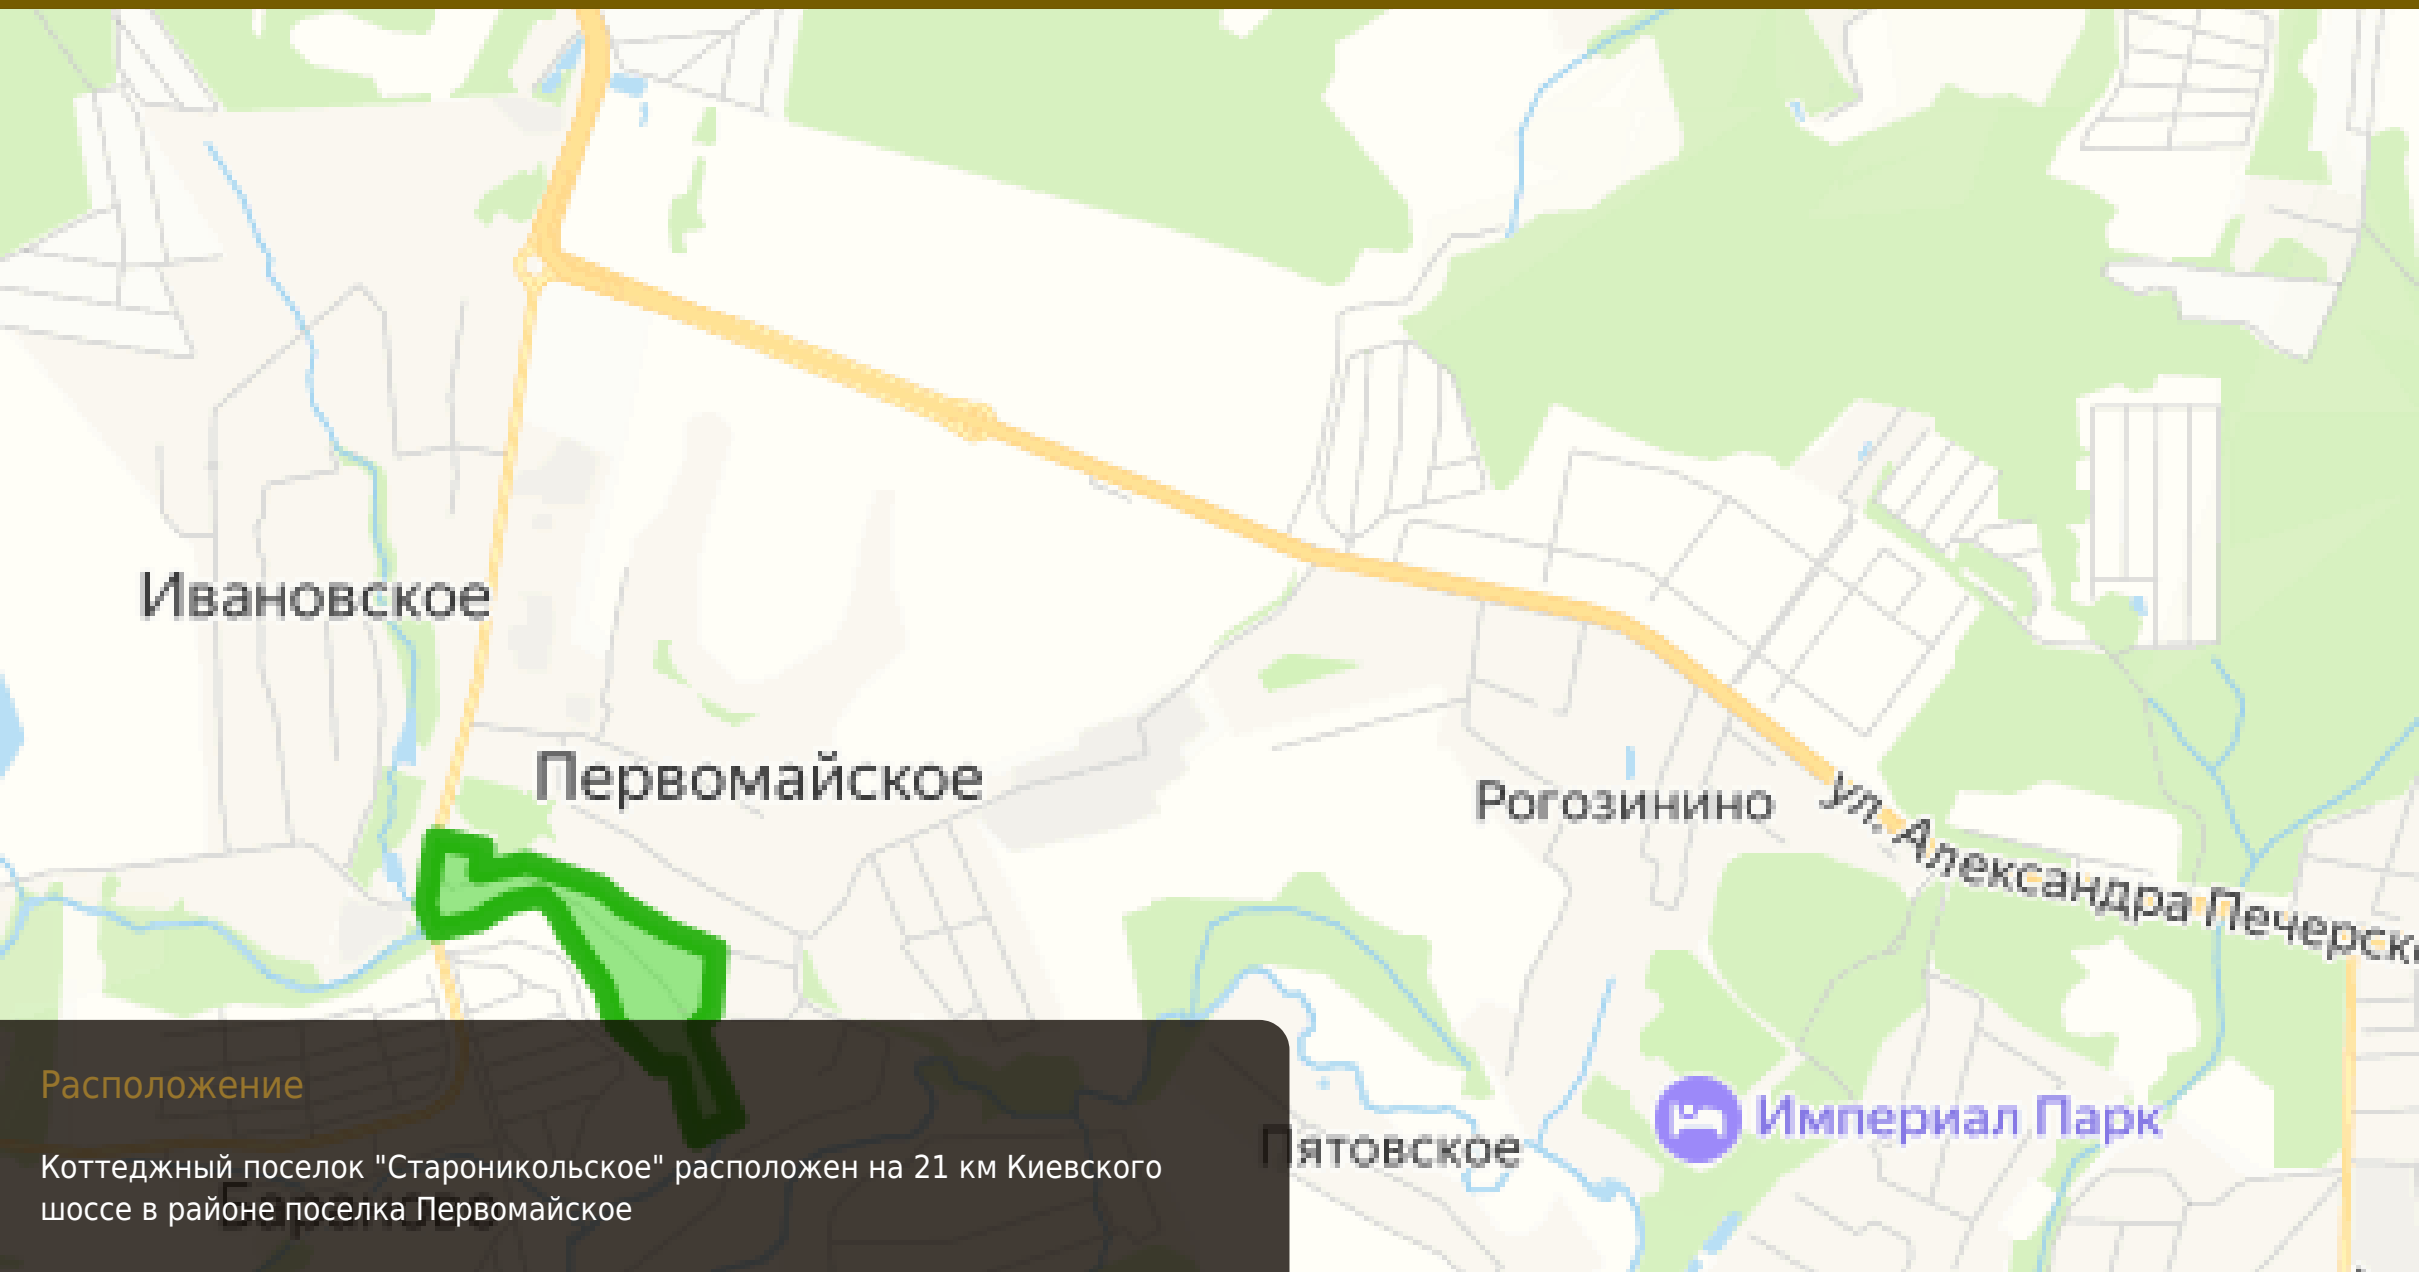 Ивановское
Первомайское
Рогозинино
ул. Александра Печерск
Империал Парк
Пятовское
Расположение
Коттеджный поселок "Староникольское" расположен на 21 км Киевского
шоссе в районе поселка Первомайское